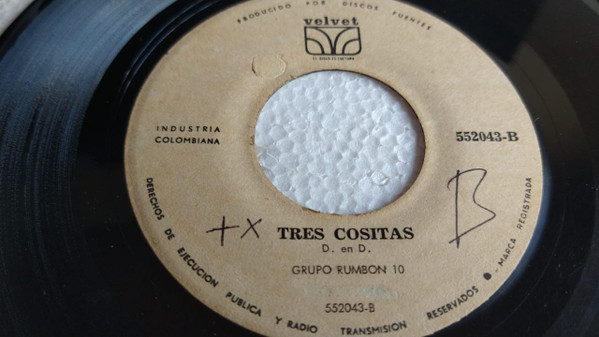 PRODUCIDO POR DISCOS FUENTES
velvet
INDUSTRIA
COLOMBIANA
552043-B
+X
TRES COSITAS
B
D. en D.
GRUPO RUMBON 10
552043-B
DERECHOS DE EJECUCION PUBLICA Y RADIO TRANSMISION RESERVADOS ● - MARCA REGISTRADA